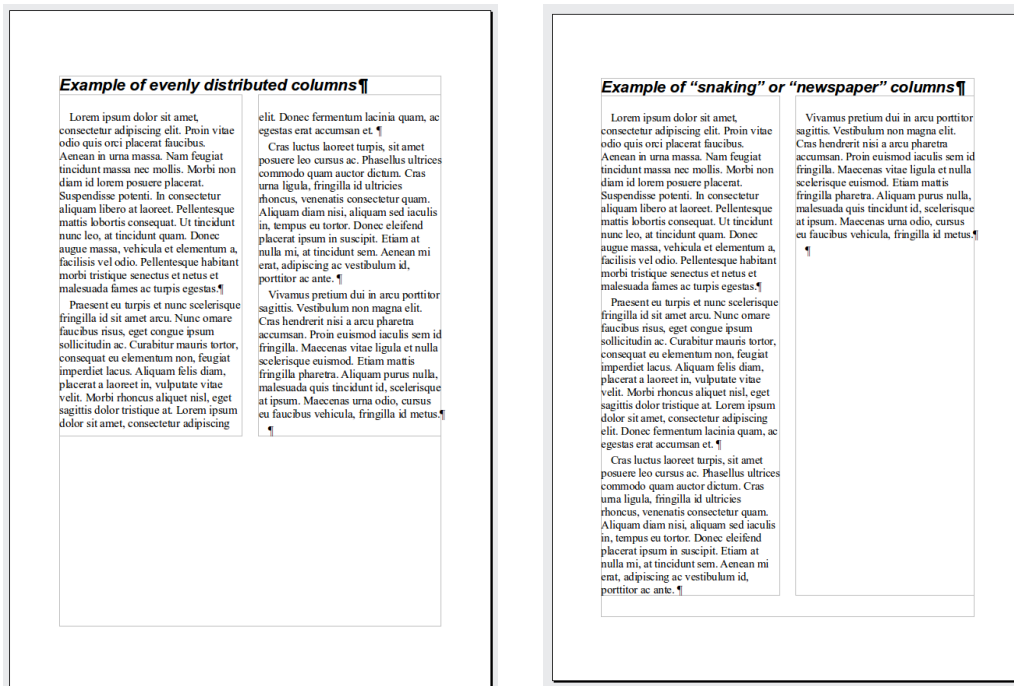 Example of evenly distributed columns¶
Lorem ipsum dolor sit amet,
consectetur adipiscing elit. Proin vitae
odio quis orci placerat faucibus.
Aenean in urna massa. Nam feugiat
tincidunt massa nec mollis. Morbi non
diam id lorem posuere placerat.
Suspendisse potenti. In consectetur
aliquam libero at laoreet. Pellentesque
mattis lobortis consequat. Ut tincidunt
nunc leo, at tincidunt quam. Donec
augue massa, vehicula et elementum a,
facilisis vel odio. Pellentesque habitant
morbi tristique senectus et netus et
malesuada fames ac turpis egestas.¶
Praesent eu turpis et nunc scelerisque
fringilla id sit amet arcu. Nunc ornare
faucibus risus, eget congue ipsum
sollicitudin ac. Curabitur mauris tortor,
consequat eu elementum non, feugiat
imperdiet lacus. Aliquam felis diam,
placerat a laoreet in, vulputate vitae
velit. Morbi rhoncus aliquet nisl, eget
sagittis dolor tristique at. Lorem ipsum
dolor sit amet, consectetur adipiscing
elit. Donec fermentum lacinia quam, ac
egestas erat accumsan et. ¶
Cras luctus laoreet turpis, sit amet
posuere leo cursus ac. Phasellus ultrices
commodo quam auctor dictum. Cras
urna ligula, fringilla id ultricies
rhoncus, venenatis consectetur quam.
Aliquam diam nisi, aliquam sed iaculis
in, tempus eu tortor. Donec eleifend
placerat ipsum in suscipit. Etiam at
nulla mi, at tincidunt sem. Aenean mi
erat, adipiscing ac vestibulum id,
porttitor ac ante. ¶
Vivamus pretium dui in arcu porttitor
sagittis. Vestibulum non magna elit.
Cras hendrerit nisi a arcu pharetra
accumsan. Proin euismod iaculis sem id
fringilla. Maecenas vitae ligula et nulla
scelerisque euismod. Etiam mattis
fringilla pharetra. Aliquam purus nulla,
malesuada quis tincidunt id, scelerisque
at ipsum. Maecenas urna odio, cursus
eu faucibus vehicula, fringilla id metus.¶
¶
Example of “snaking” or “newspaper” columns¶
Lorem ipsum dolor sit amet,
consectetur adipiscing elit. Proin vitae
odio quis orci placerat faucibus.
Aenean in urna massa. Nam feugiat
tincidunt massa nec mollis. Morbi non
diam id lorem posuere placerat.
Suspendisse potenti. In consectetur
aliquam libero at laoreet. Pellentesque
mattis lobortis consequat. Ut tincidunt
nunc leo, at tincidunt quam. Donec
augue massa, vehicula et elementum a,
facilisis vel odio. Pellentesque habitant
morbi tristique senectus et netus et
malesuada fames ac turpis egestas.¶
Praesent eu turpis et nunc scelerisque
fringilla id sit amet arcu. Nunc ornare
faucibus risus, eget congue ipsum
sollicitudin ac. Curabitur mauris tortor,
consequat eu elementum non, feugiat
imperdiet lacus. Aliquam felis diam,
placerat a laoreet in, vulputate vitae
velit. Morbi rhoncus aliquet nisl, eget
sagittis dolor tristique at. Lorem ipsum
dolor sit amet, consectetur adipiscing
elit. Donec fermentum lacinia quam, ac
egestas erat accumsan et. ¶
Cras luctus laoreet turpis, sit amet
posuere leo cursus ac. Phasellus ultrices
commodo quam auctor dictum. Cras
urna ligula, fringilla id ultricies
rhoncus, venenatis consectetur quam.
Aliquam diam nisi, aliquam sed iaculis
in, tempus eu tortor. Donec eleifend
placerat ipsum in suscipit. Etiam at
nulla mi, at tincidunt sem. Aenean mi
erat, adipiscing ac vestibulum id,
porttitor ac ante. ¶
Vivamus pretium dui in arcu porttitor
sagittis. Vestibulum non magna elit.
Cras hendrerit nisi a arcu pharetra
accumsan. Proin euismod iaculis sem id
fringilla. Maecenas vitae ligula et nulla
scelerisque euismod. Etiam mattis
fringilla pharetra. Aliquam purus nulla,
malesuada quis tincidunt id, scelerisque
at ipsum. Maecenas urna odio, cursus
eu faucibus vehicula, fringilla id metus.¶
¶